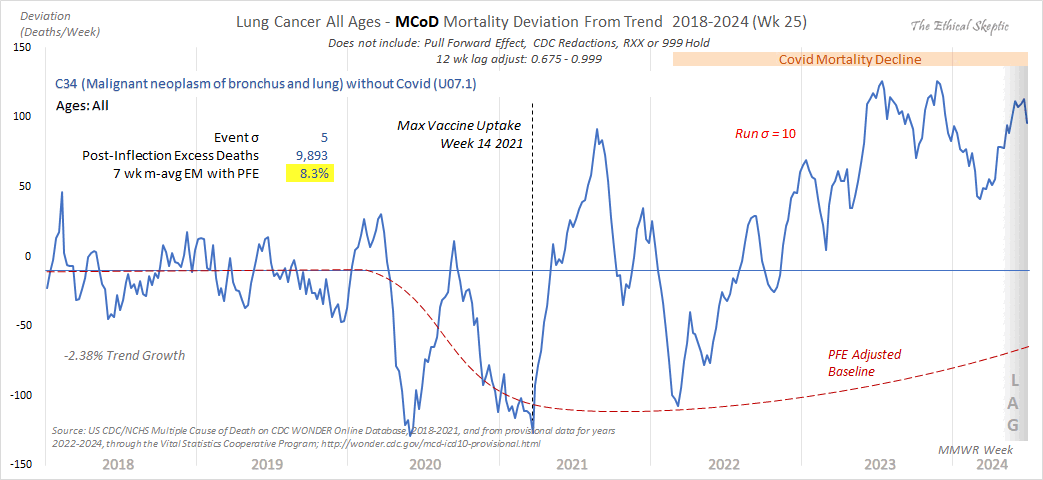 Deviation
(Deaths/Week)
Lung Cancer All Ages - MCoD Mortality Deviation From Trend 2018-2024 (Wk 25)
The Ethical Skeptic
Does not include: Pull Forward Effect, CDC Redactions, RXX or 999 Hold
12 wk lag adjust: 0.675 - 0.999
Covid Mortality Decline
C34 (Malignant neoplasm of bronchus and lung) without Covid (U07.1)
Ages: All
Event σ 5
Post-Inflection Excess Deaths 9,893
7 wk m-avg EM with PFE 8.3%
Max Vaccine Uptake
Week 14 2021
Run σ = 10
150
100
50
0
-50
-100
-150
-2.38% Trend Growth
PFE Adjusted
Baseline
L
A
G
Source: US CDC/NCHS Multiple Cause of Death on CDC WONDER Online Database, 2018-2021, and from provisional data for years
2022-2024, through the Vital Statistics Cooperative Program; http://wonder.cdc.gov/mcd-icd10-provisional.html
MMWR Week
2018 2019 2020 2021 2022 2023 2024